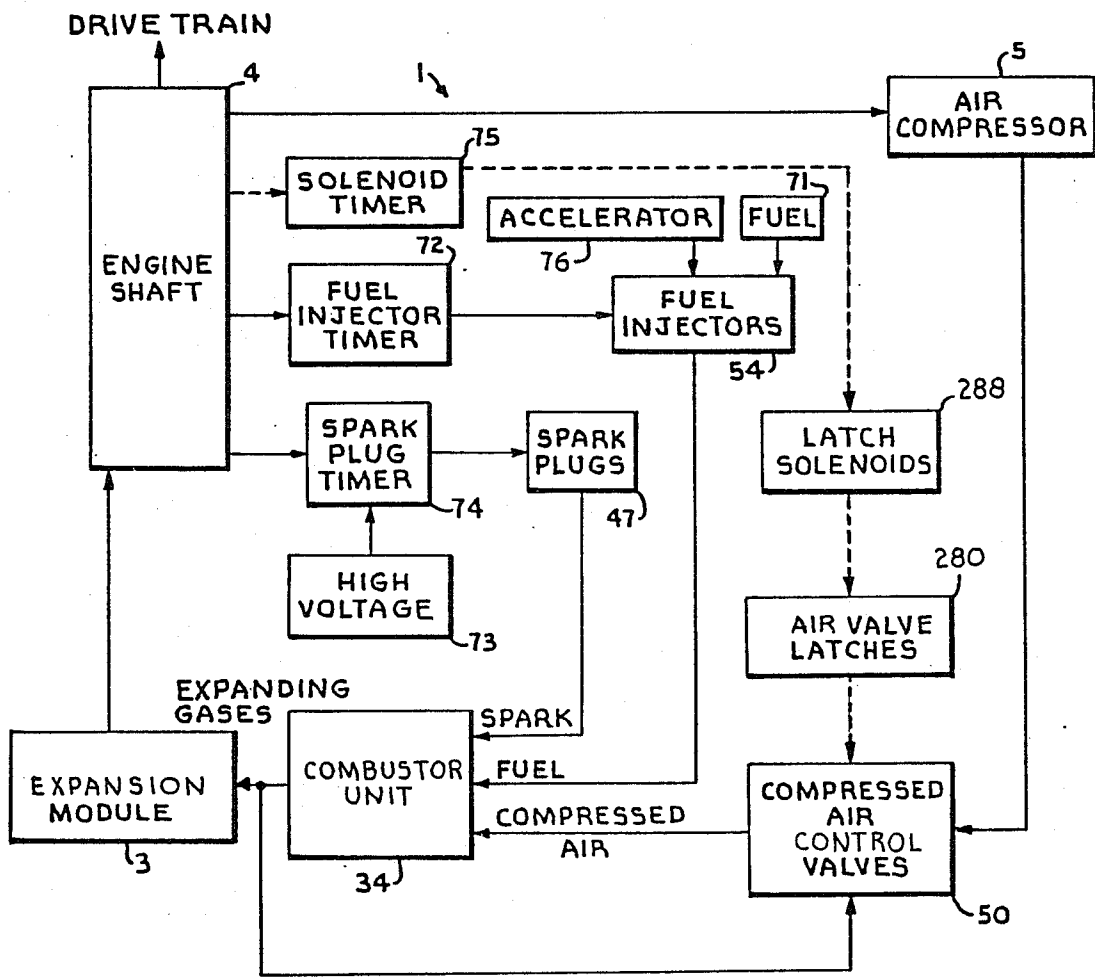 DRIVE TRAIN
4
1
5
AIR
COMPRESSOR
75
SOLENOID
TIMER
71
ACCELERATOR
FUEL
76
72
ENGINE
SHAFT
FUEL
INJECTOR
TIMER
FUEL
INJECTORS
54
288
LATCH
SOLENOIDS
SPARK
PLUG
TIMER
74
SPARK
PLUGS
47
HIGH
VOLTAGE
73
280
AIR VALVE
LATCHES
EXPANDING
GASES
SPARK
FUEL
COMPRESSED
AIR
EXPANSION
MODULE
3
COMBUSTOR
UNIT
34
COMPRESSED
AIR
CONTROL
VALVES
50